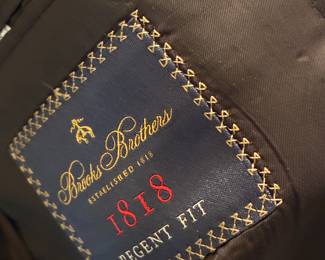 Brooks Brothers
ESTABLISHED 1818
1818
REGENT FIT